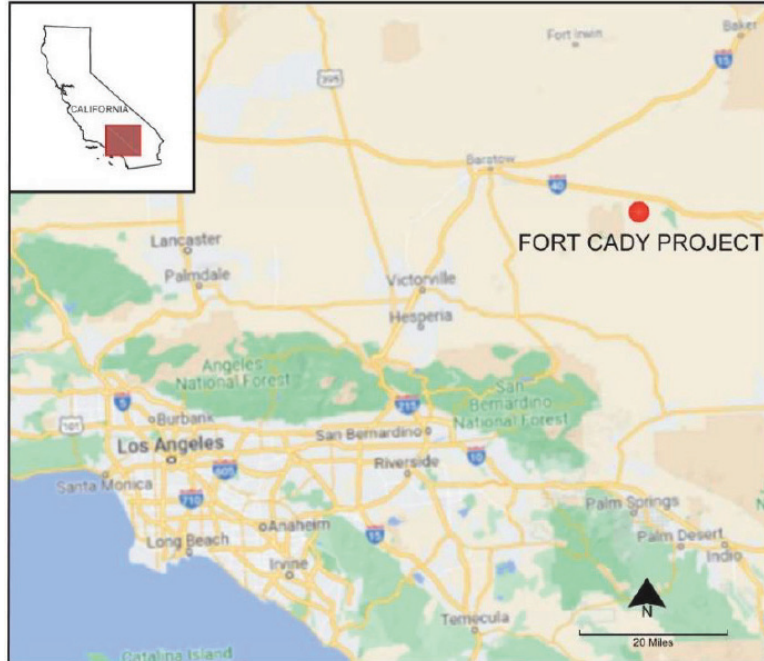 CALIFORNIA
Fort Irwin
Baker
15
395
Barstow
40
FORT CADY PROJECT
Lancaster
Palmdale
Victorville
Hesperia
Angeles
National Forest
San
Bernardino
National Forest
5
215
101
Burbank
San Bernardino
Los Angeles
10
605
Riverside
Santa Monica
710
Palm Springs
Anaheim
15
Long Beach
Palm Desert
Indio
Irvine
N
Temecula
20 Miles
Catalina Island